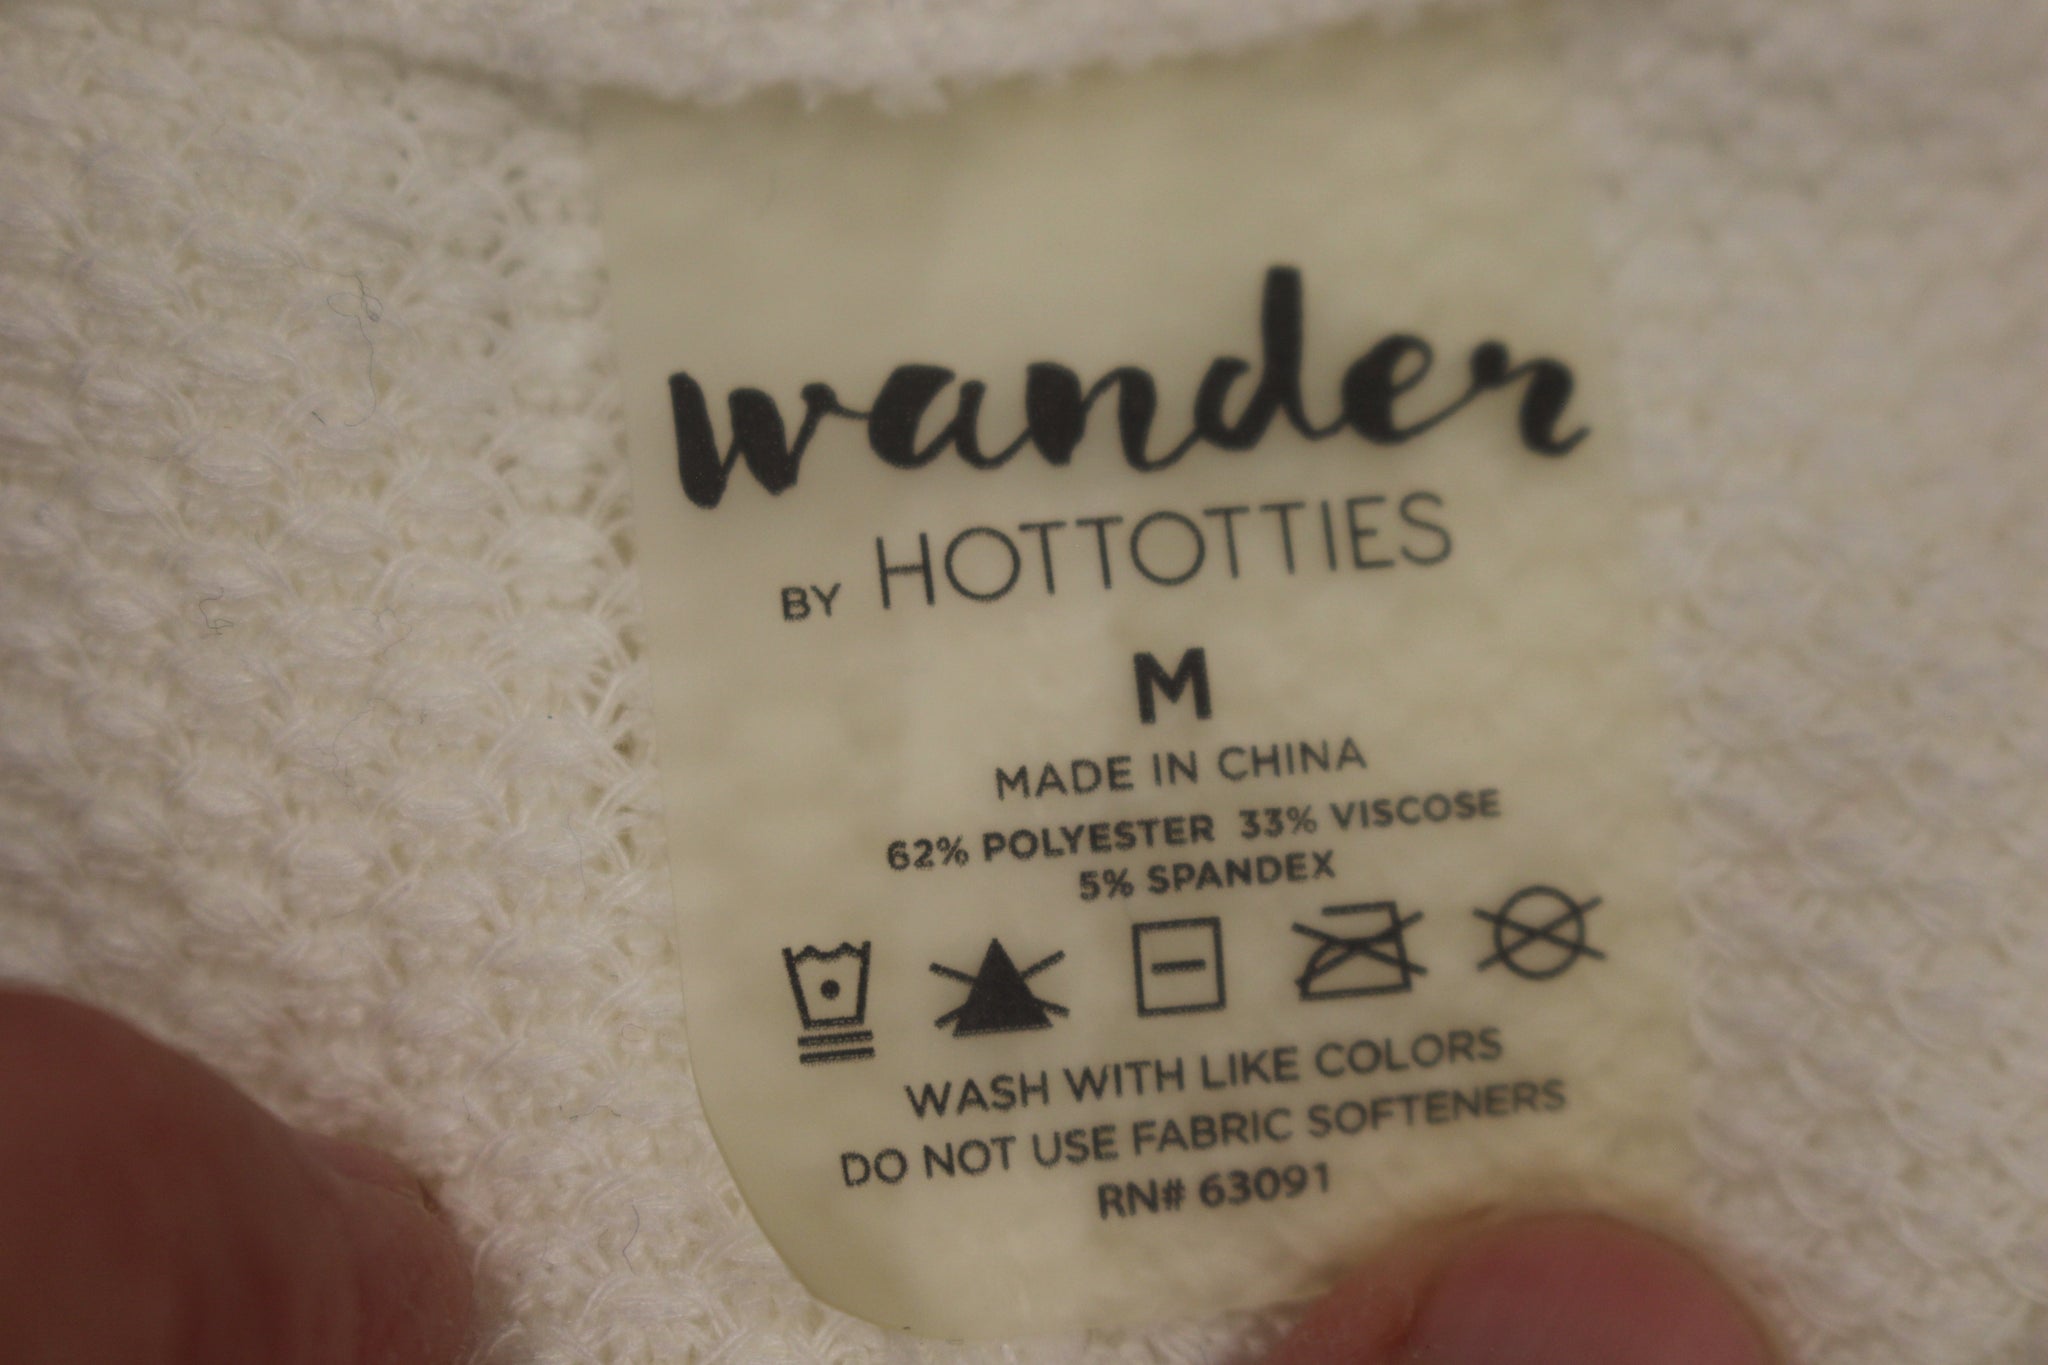 wander
BY HOTTOTTIES
M
MADE IN CHINA
62% POLYESTER 33% VISCOSE
5% SPANDEX
WASH WITH LIKE COLORS
DO NOT USE FABRIC SOFTENERS
RN# 63091